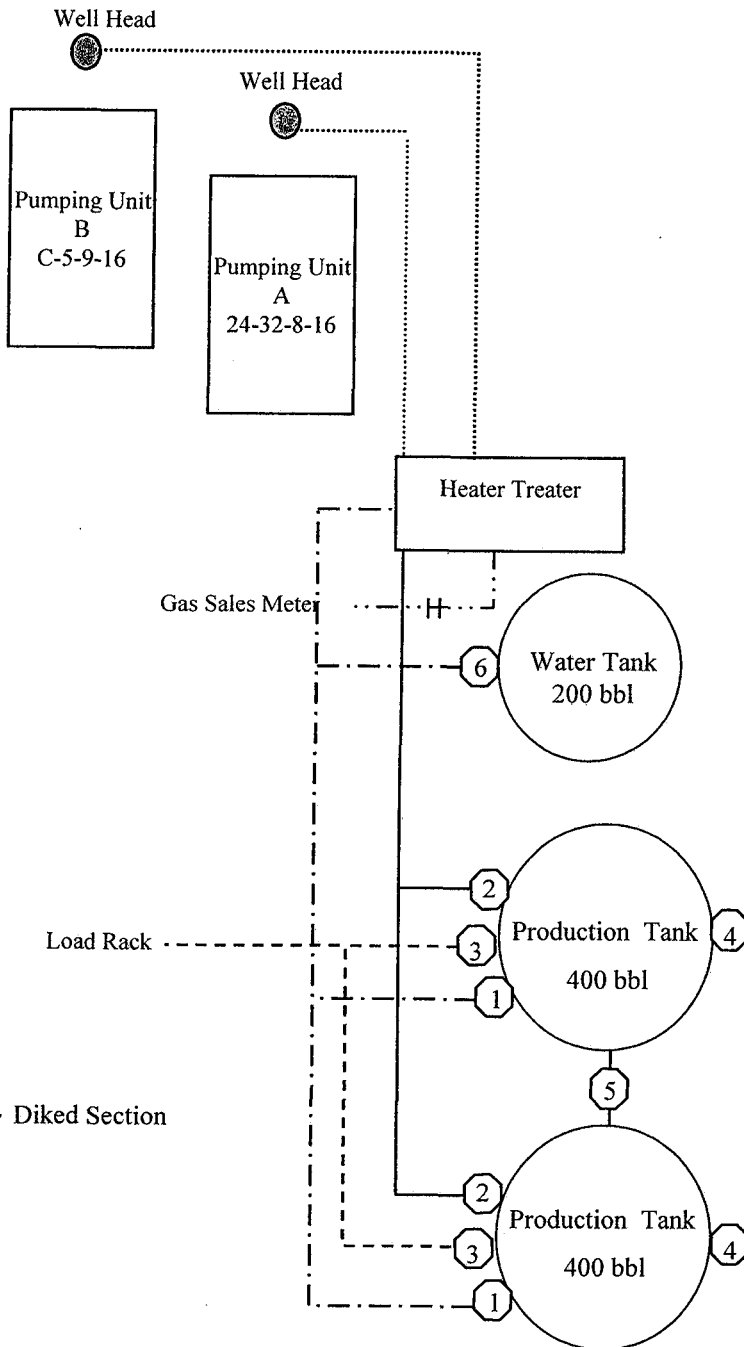 Well Head
Well Head
Pumping Unit
B
C-5-9-16
Pumping Unit
A
24-32-8-16
Heater Treater
Gas Sales Meter
6
Water Tank
200 bbl
2
Load Rack
3
Production Tank
4
400 bbl
1
5
Diked Section
2
Production Tank
3
4
400 bbl
1